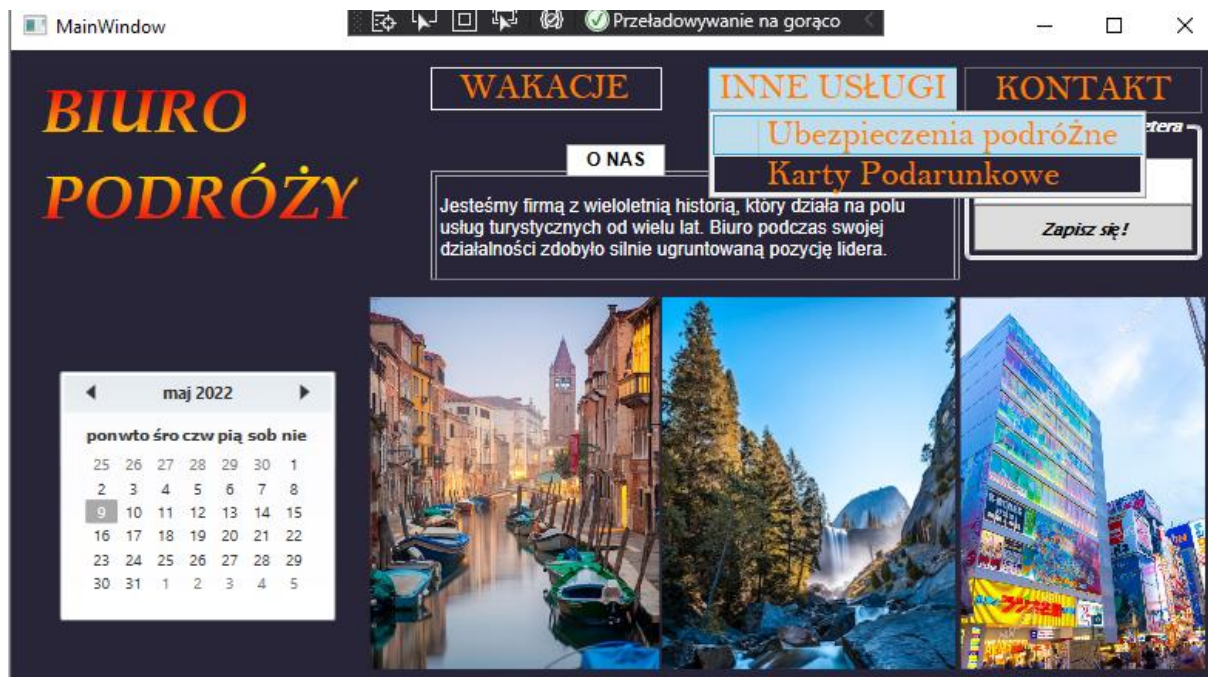 MainWindow
Przeładowywanie na gorąco
BIURO
PODRÓŻY
WAKACJE
INNE USŁUGI
KONTAKT
Ubezpieczenia podróżne
Karty Podarunkowe
O NAS
Jesteśmy firmą z wieloletnią historią, który działa na polu
usług turystycznych od wielu lat. Biuro podczas swojej
działalności zdobyło silnie ugruntowaną pozycję lidera.
Zapisz się!
maj 2022
pon wto śro czw pią sob nie
25 26 27 28 29 30 1
2 3 4 5 6 7 8
9 10 11 12 13 14 15
16 17 18 19 20 21 22
23 24 25 26 27 28 29
30 31 1 2 3 4 5